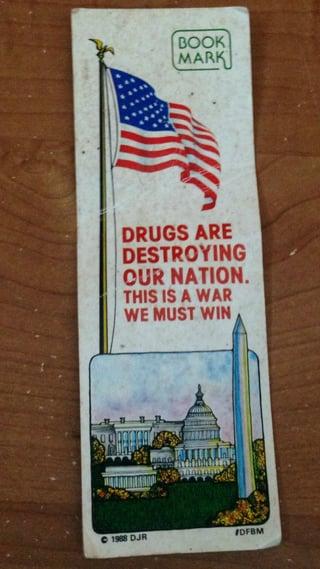 BOOK
MARK
DRUGS ARE
DESTROYING
OUR NATION.
THIS IS A WAR
WE MUST WIN
© 1988 DJR
#DFBM